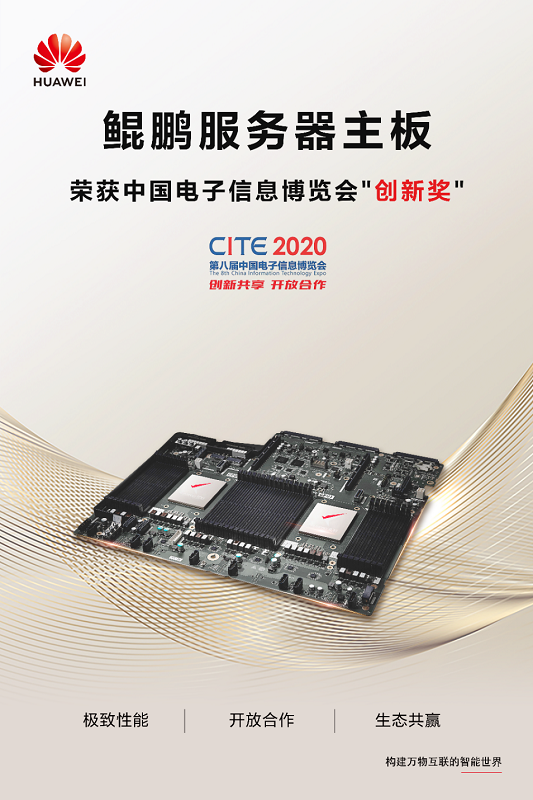 HUAWEI
鲲鹏服务器主板
荣获中国电子信息博览会"创新奖"
CITE 2020
第八届中国电子信息博览会
The 8th China Information Technology Expo
创新共享 开放合作
极致性能 | 开放合作 | 生态共赢
构建万物互联的智能世界